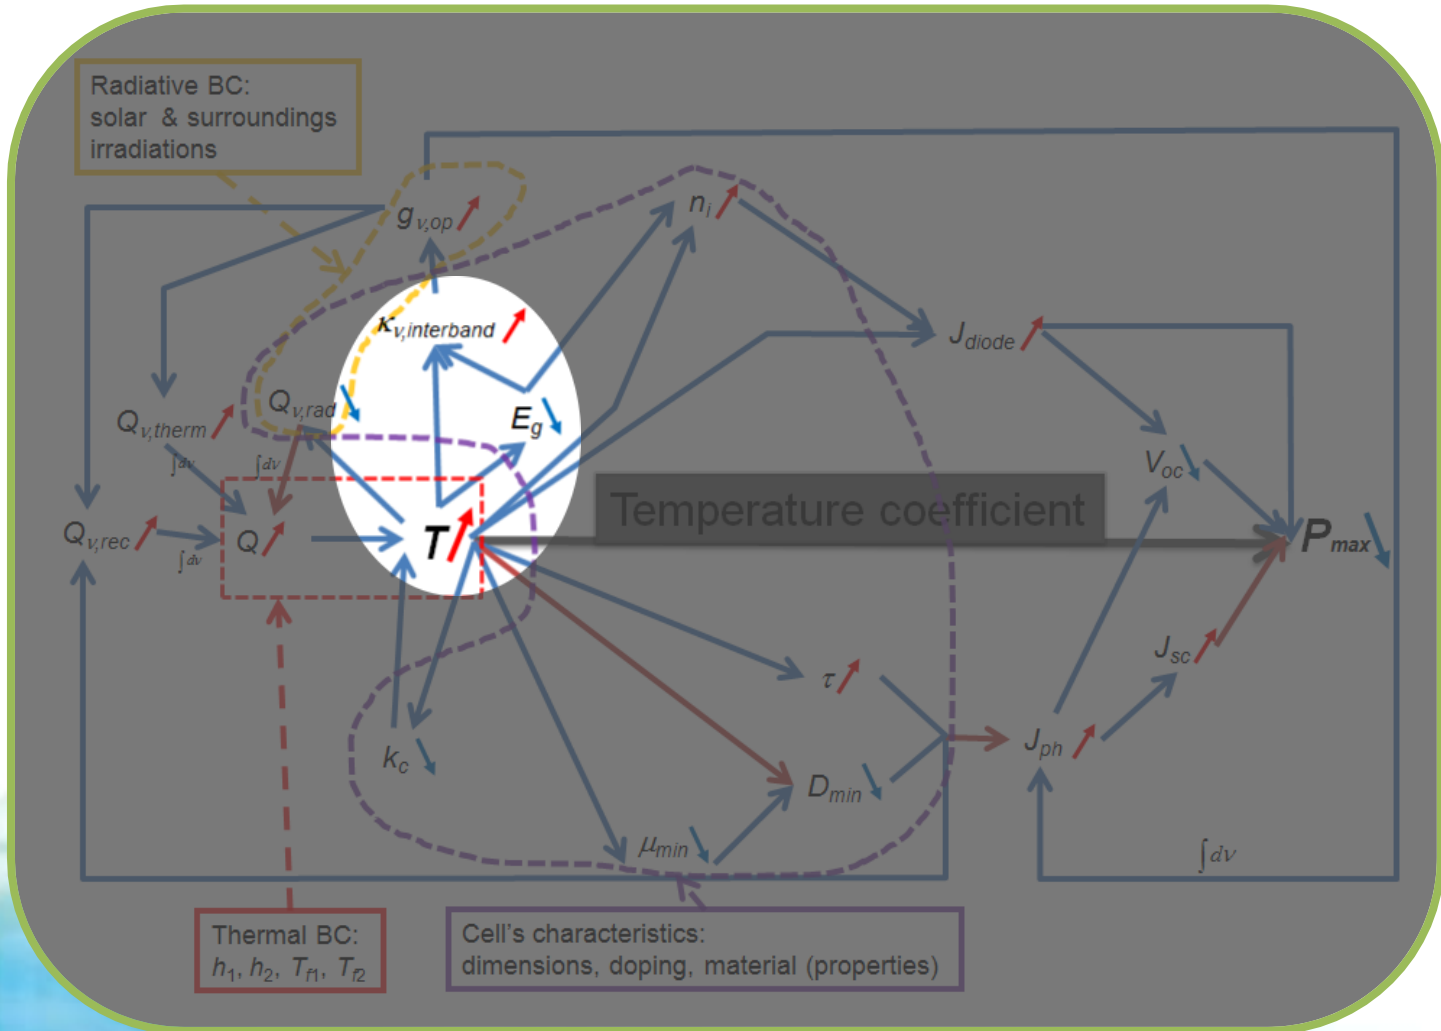 Radiative BC:
solar & surroundings
irradiations
g_ν,op
n_i
κ_ν,interband
J_diode
Q_ν,rad
Q_ν,therm
E_g
∫dν
∫dν
V_oc
Temperature coefficient
Q_ν,rec
Q
T
P_max
∫dν
J_sc
τ
J_ph
k_c
D_min
μ_min
∫dν
Thermal BC:
h₁, h₂, T_f1, T_f2
Cell's characteristics:
dimensions, doping, material (properties)